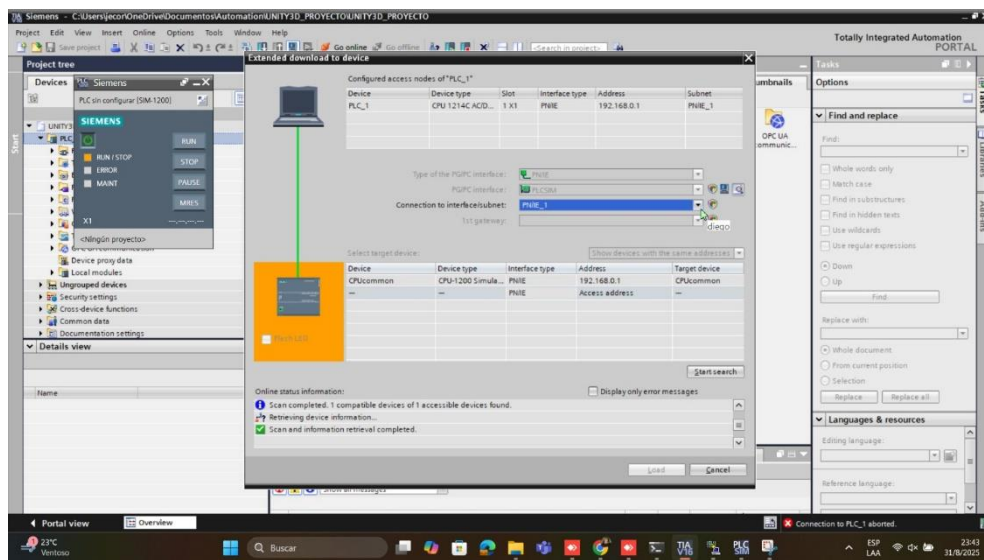 Siemens - C:\Users\jecor\OneDrive\Documentos\Automation\UNITY3D_PROYECTO\UNITY3D_PROYECTO
Project Edit View Insert Online Options Tools Window Help
Totally Integrated Automation
PORTAL
Save project
Go online
Go offline
<Search in project>
Project tree
Devices
Siemens
PLC sin configurar (SIM-1200)
SIEMENS
RUN
RUN / STOP
STOP
ERROR
MAINT
PAUSE
MRES
X1
<Ningún proyecto>
Device proxy data
Local modules
Ungrouped devices
Security settings
Cross-device functions
Common data
Documentation settings
Details view
Name
Extended download to device
Configured access nodes of "PLC_1"
Device Device type Slot Interface type Address Subnet
PLC_1 CPU 1214C AC/D... 1 X1 PN/IE 192.168.0.1 PN/IE_1
Type of the PG/PC interface: PN/IE
PG/PC interface: PLCSIM
Connection to interface/subnet: PN/IE_1
1st gateway:
diego
Select target device: Show devices with the same addresses
Device Device type Interface type Address Target device
CPUcommon CPU-1200 Simula... PN/IE 192.168.0.1 CPUcommon
— — PN/IE Access address —
Flash LED
Start search
Online status information:
Display only error messages
Scan completed. 1 compatible devices of 1 accessible devices found.
Retrieving device information...
Scan and information retrieval completed.
Load
Cancel
Show all messages
OPC UA
communic...
Tasks
Options
Find and replace
Find:
Whole words only
Match case
Find in substructures
Find in hidden texts
Use wildcards
Use regular expressions
Down
Up
Find
Replace with:
Whole document
From current position
Selection
Replace
Replace all
Languages & resources
Editing language:
Reference language:
Start
Tasks
Libraries
Add-ins
Portal view
Overview
Connection to PLC_1 aborted.
23°C
Ventoso
Buscar
ESP
LAA
23:43
31/8/2025